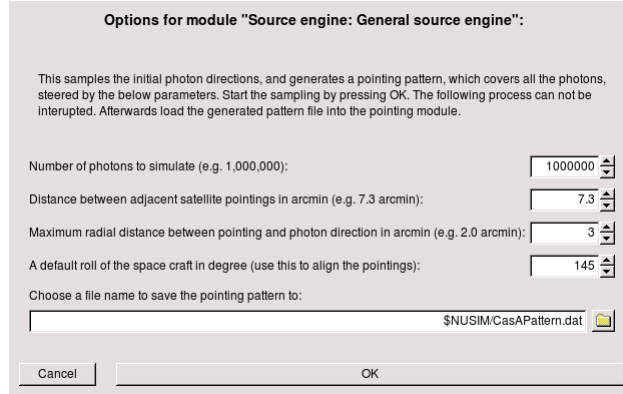 Options for module "Source engine: General source engine":
This samples the initial photon directions, and generates a pointing pattern, which covers all the photons,
steered by the below parameters. Start the sampling by pressing OK. The following process can not be
interupted. Afterwards load the generated pattern file into the pointing module.
Number of photons to simulate (e.g. 1,000,000): 1000000
Distance between adjacent satellite pointings in arcmin (e.g. 7.3 arcmin): 7.3
Maximum radial distance between pointing and photon direction in arcmin (e.g. 2.0 arcmin): 3
A default roll of the space craft in degree (use this to align the pointings): 145
Choose a file name to save the pointing pattern to:
$NUSIM/CasAPattern.dat
Cancel OK